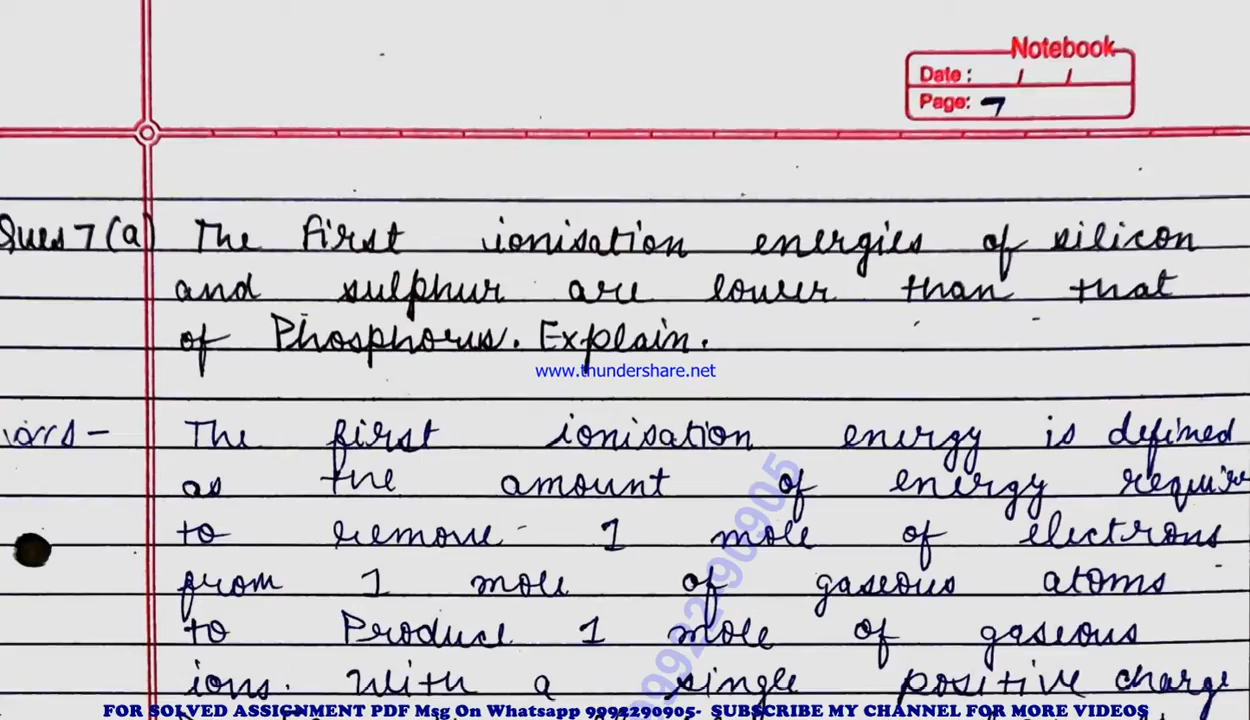 Notebook
Date : / /
Page: 7
Ques 7 (a) The first ionisation energies of silicon
and sulphur are lower than that
of Phosphorus. Explain.
www.thundershare.net
The first ionisation energy is defined
as the amount of energy require
to remove 1 mole of electrons
from 1 mole of gaseous atoms
to Produce 1 mole of gaseous
ions. With a single positive charge
9992290905
FOR SOLVED ASSIGNMENT PDF Msg On Whatsapp 9992290905- SUBSCRIBE MY CHANNEL FOR MORE VIDEOS